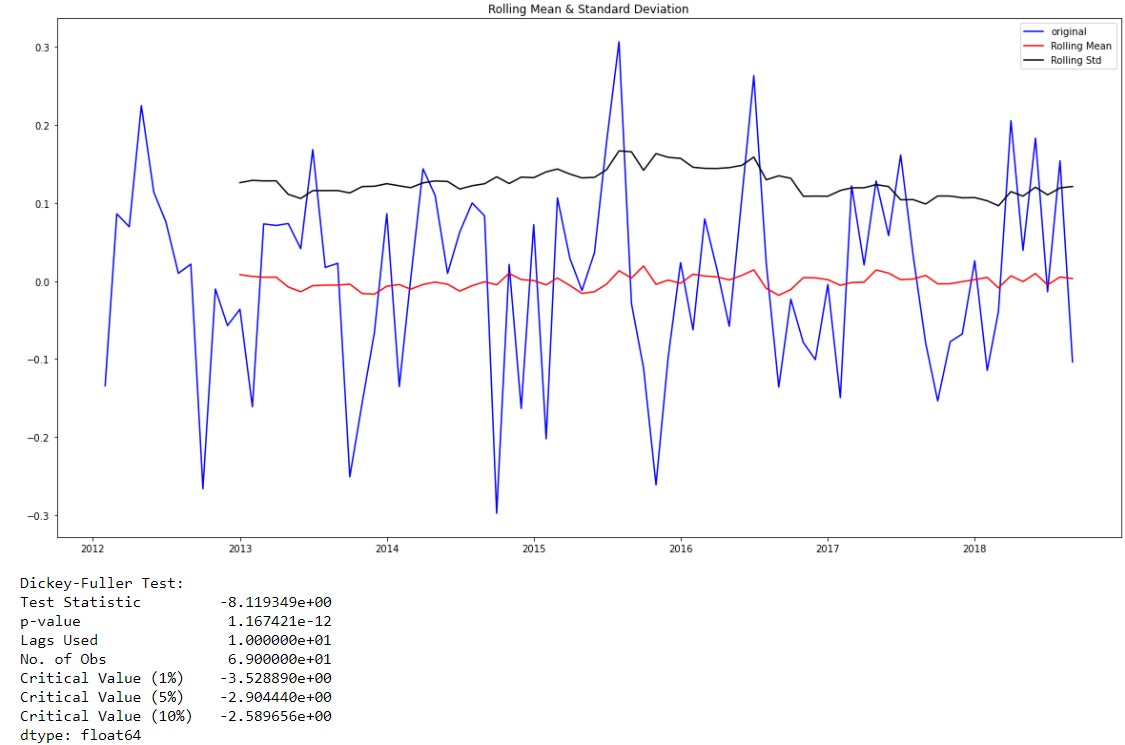 Rolling Mean & Standard Deviation
original
Rolling Mean
Rolling Std
0.3
0.2
0.1
0.0
−0.1
−0.2
−0.3
2012 2013 2014 2015 2016 2017 2018
Dickey-Fuller Test:
Test Statistic -8.119349e+00
p-value 1.167421e-12
Lags Used 1.000000e+01
No. of Obs 6.900000e+01
Critical Value (1%) -3.528890e+00
Critical Value (5%) -2.904440e+00
Critical Value (10%) -2.589656e+00
dtype: float64